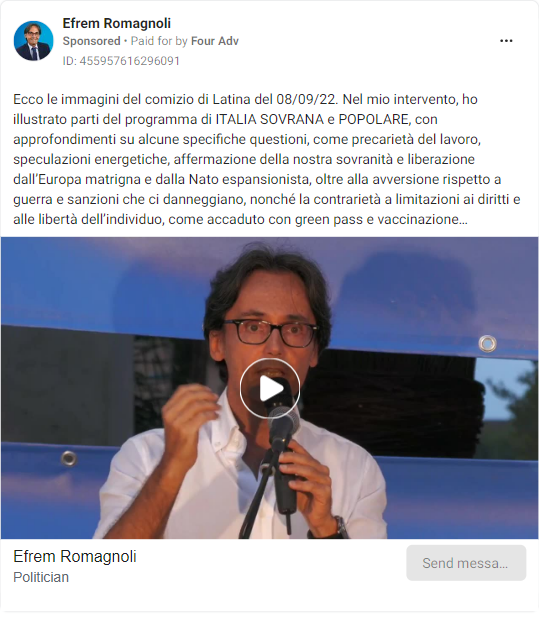 Efrem Romagnoli
Sponsored • Paid for by Four Adv
ID: 455957616296091
Ecco le immagini del comizio di Latina del 08/09/22. Nel mio intervento, ho
illustrato parti del programma di ITALIA SOVRANA e POPOLARE, con
approfondimenti su alcune specifiche questioni, come precarietà del lavoro,
speculazioni energetiche, affermazione della nostra sovranità e liberazione
dall'Europa matrigna e dalla Nato espansionista, oltre alla avversione rispetto a
guerra e sanzioni che ci danneggiano, nonché la contrarietà a limitazioni ai diritti e
alle libertà dell'individuo, come accaduto con green pass e vaccinazione...
Efrem Romagnoli
Politician
Send messa...